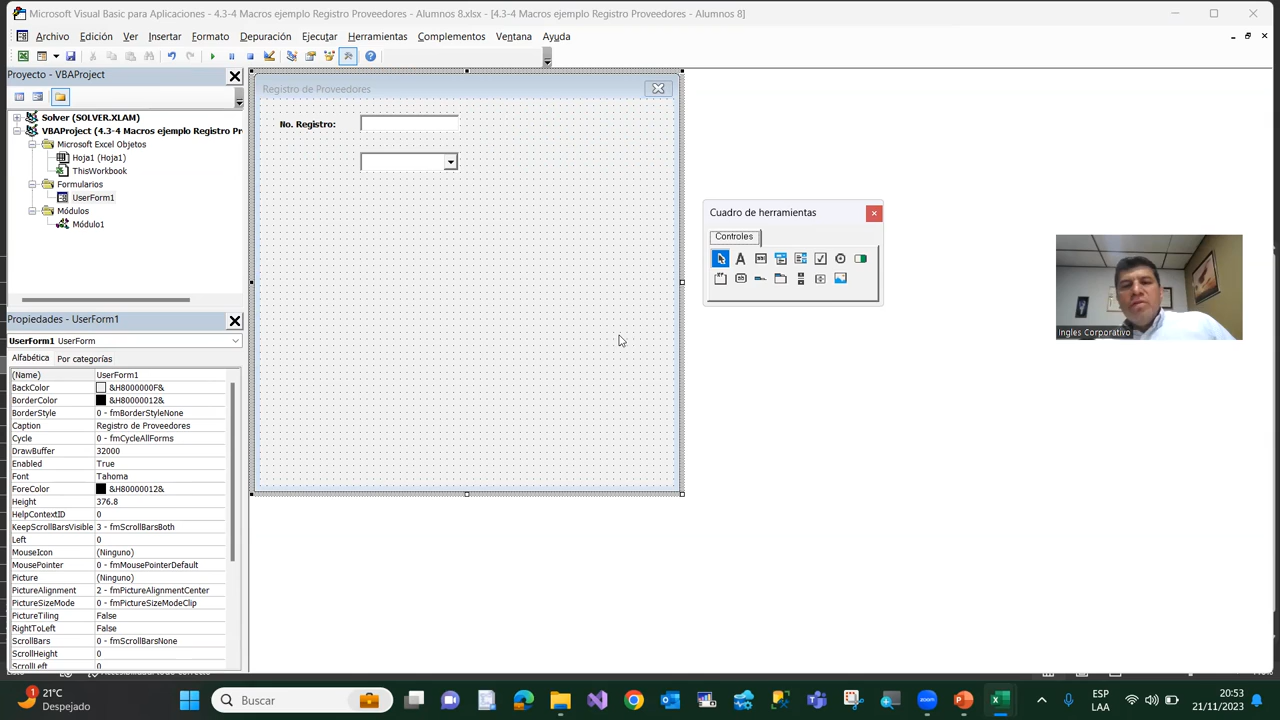 Microsoft Visual Basic para Aplicaciones - 4.3-4 Macros ejemplo Registro Proveedores - Alumnos 8.xlsx - [4.3-4 Macros ejemplo Registro Proveedores - Alumnos 8]
Archivo Edición Ver Insertar Formato Depuración Ejecutar Herramientas Complementos Ventana Ayuda
Proyecto - VBAProject
Solver (SOLVER.XLAM)
VBAProject (4.3-4 Macros ejemplo Registro Pr
Microsoft Excel Objetos
Hoja1 (Hoja1)
ThisWorkbook
Formularios
UserForm1
Módulos
Módulo1
Propiedades - UserForm1
UserForm1 UserForm
Alfabética Por categorías
(Name) UserForm1
BackColor &H8000000F&
BorderColor &H80000012&
BorderStyle 0 - fmBorderStyleNone
Caption Registro de Proveedores
Cycle 0 - fmCycleAllForms
DrawBuffer 32000
Enabled True
Font Tahoma
ForeColor &H80000012&
Height 376.8
HelpContextID 0
KeepScrollBarsVisible 3 - fmScrollBarsBoth
Left 0
MouseIcon (Ninguno)
MousePointer 0 - fmMousePointerDefault
Picture (Ninguno)
PictureAlignment 2 - fmPictureAlignmentCenter
PictureSizeMode 0 - fmPictureSizeModeClip
PictureTiling False
RightToLeft False
ScrollBars 0 - fmScrollBarsNone
ScrollHeight 0
ScrollLeft 0
Registro de Proveedores
No. Registro:
Cuadro de herramientas
Controles
Ingles Corporativo
21°C
Despejado
Buscar
ESP
LAA
20:53
21/11/2023